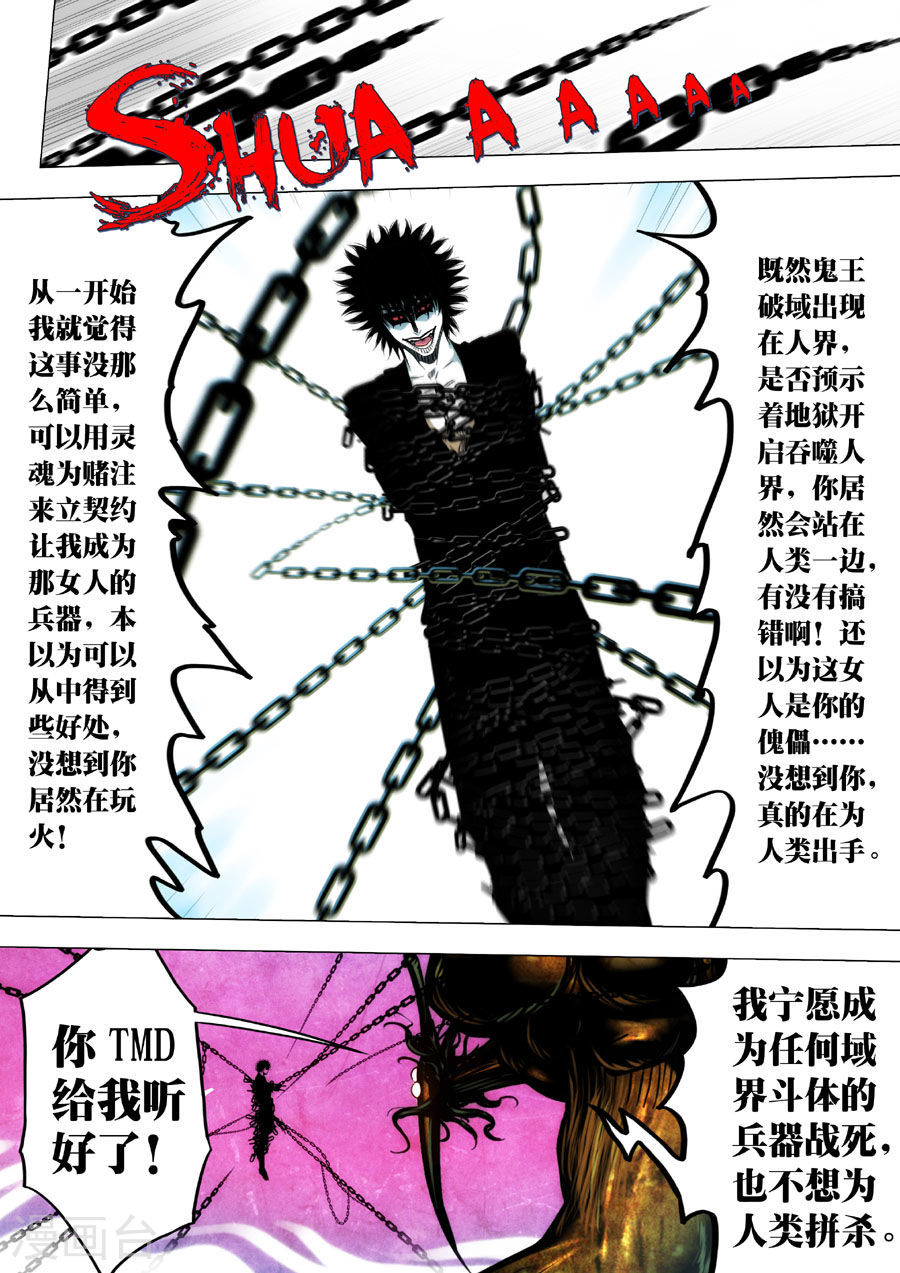 SHUA A A A A A
从一开始
我就觉得
这事没那
么简单，
可以用灵
魂为赌注
来立契约
让我成为
那女人的
兵器，本
以为可以
从中得到
些好处，
没想到你
居然在玩
火！
既然鬼王
破域出现
在人界，
是否预示
着地狱开
启吞噬人
界，你居
然会站在
人类一边，
有没有搞
错啊！还
以为这女
人是你的
傀儡……
没想到你，
真的在为
人类出手。
你TMD
给我听
好了！
我宁愿成
为任何域
界斗体的
兵器战死，
也不想为
人类拼杀。
漫画台